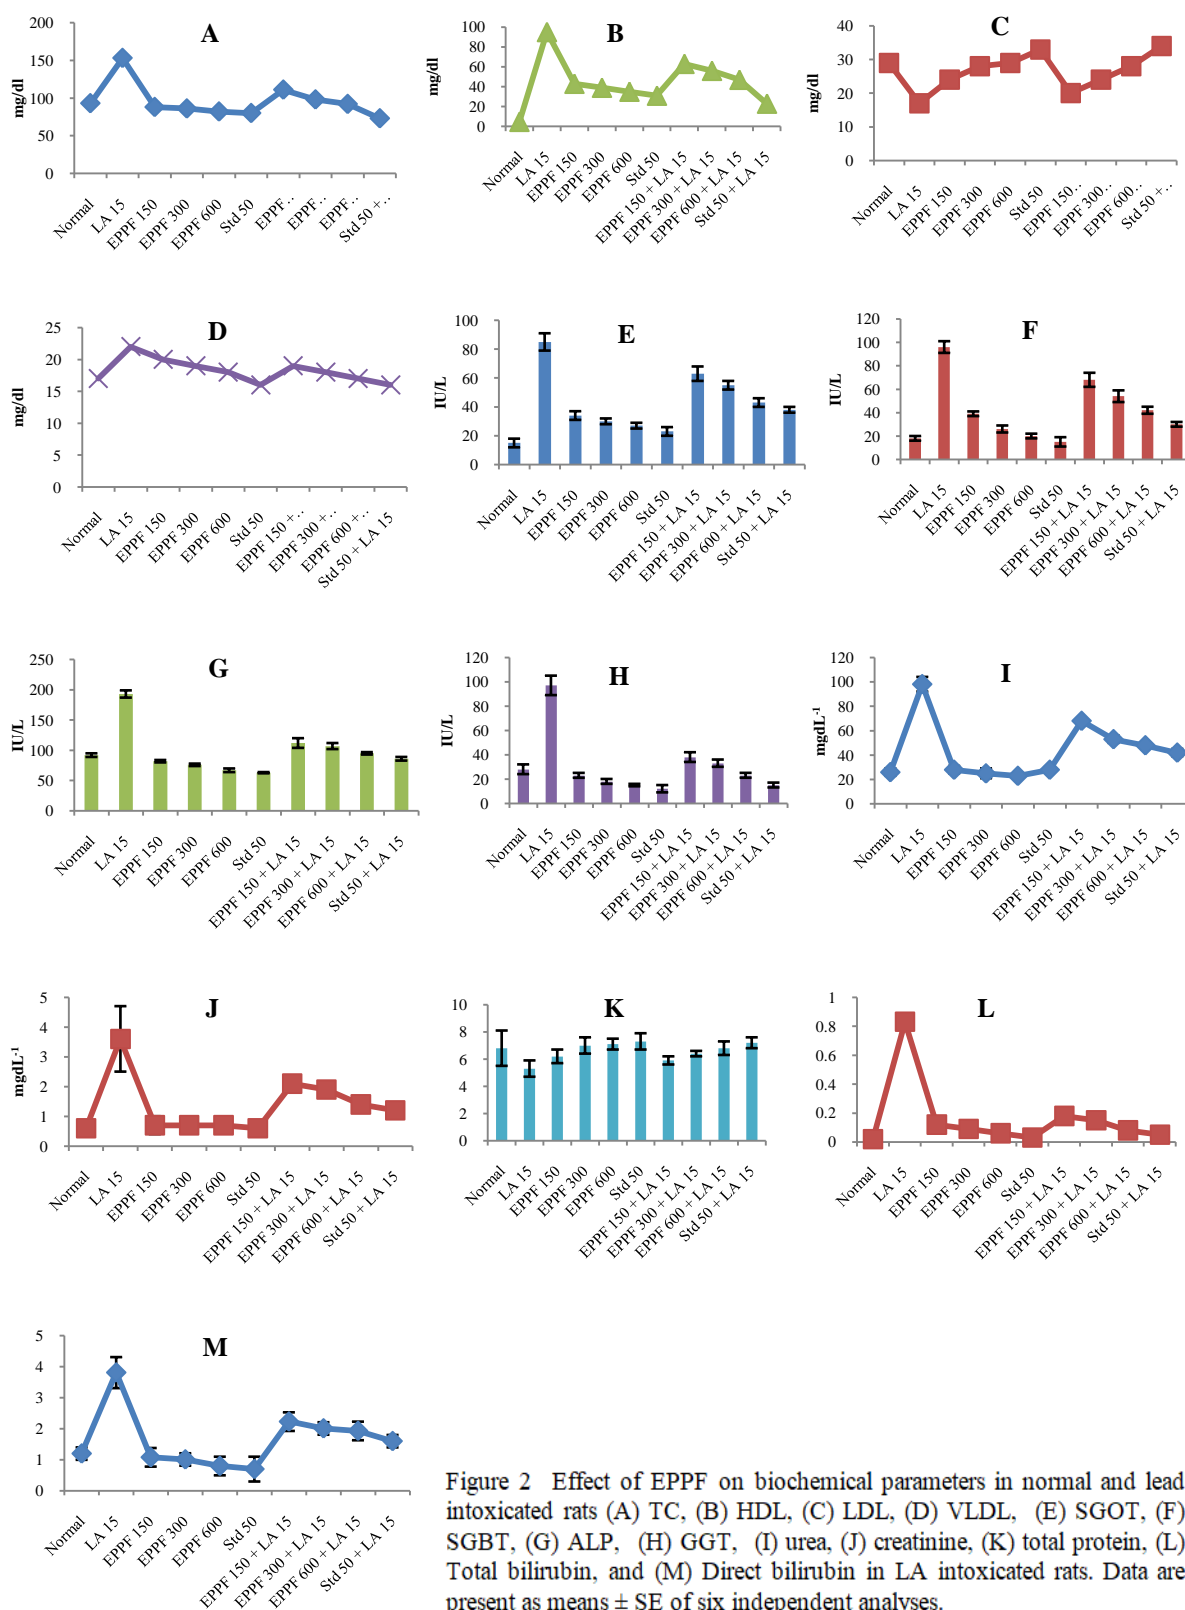 A
mg/dl
200
150
100
50
0
Normal
LA 15
EPPF 150
EPPF 300
EPPF 600
Std 50
EPPF..
EPPF..
EPPF..
Std 50 +..
B
mg/dl
100
80
60
40
20
0
Normal
LA 15
EPPF 150
EPPF 300
EPPF 600
Std 50
EPPF 150 + LA 15
EPPF 300 + LA 15
EPPF 600 + LA 15
Std 50 + LA 15
C
mg/dl
40
30
20
10
0
Normal
LA 15
EPPF 150
EPPF 300
EPPF 600
Std 50
EPPF 150..
EPPF 300..
EPPF 600..
Std 50 +..
D
mg/dl
25
20
15
10
5
0
Normal
LA 15
EPPF 150
EPPF 300
EPPF 600
Std 50
EPPF 150 +..
EPPF 300 +..
EPPF 600 +..
Std 50 + LA 15
E
IU/L
100
80
60
40
20
0
Normal
LA 15
EPPF 150
EPPF 300
EPPF 600
Std 50
EPPF 150 + LA 15
EPPF 300 + LA 15
EPPF 600 + LA 15
Std 50 + LA 15
F
IU/L
120
100
80
60
40
20
0
Normal
LA 15
EPPF 150
EPPF 300
EPPF 600
Std 50
EPPF 150 + LA 15
EPPF 300 + LA 15
EPPF 600 + LA 15
Std 50 + LA 15
G
IU/L
250
200
150
100
50
0
Normal
LA 15
EPPF 150
EPPF 300
EPPF 600
Std 50
EPPF 150 + LA 15
EPPF 300 + LA 15
EPPF 600 + LA 15
Std 50 + LA 15
H
IU/L
120
100
80
60
40
20
0
Normal
LA 15
EPPF 150
EPPF 300
EPPF 600
Std 50
EPPF 150 + LA 15
EPPF 300 + LA 15
EPPF 600 + LA 15
Std 50 + LA 15
I
mgdL-1
120
100
80
60
40
20
0
Normal
LA 15
EPPF 150
EPPF 300
EPPF 600
Std 50
EPPF 150 + LA 15
EPPF 300 + LA 15
EPPF 600 + LA 15
Std 50 + LA 15
J
mgdL-1
5
4
3
2
1
0
Normal
LA 15
EPPF 150
EPPF 300
EPPF 600
Std 50
EPPF 150 + LA 15
EPPF 300 + LA 15
EPPF 600 + LA 15
Std 50 + LA 15
K
10
8
6
4
2
0
Normal
LA 15
EPPF 150
EPPF 300
EPPF 600
Std 50
EPPF 150 + LA 15
EPPF 300 + LA 15
EPPF 600 + LA 15
Std 50 + LA 15
L
1
0.8
0.6
0.4
0.2
0
Normal
LA 15
EPPF 150
EPPF 300
EPPF 600
Std 50
EPPF 150 + LA 15
EPPF 300 + LA 15
EPPF 600 + LA 15
Std 50 + LA 15
M
5
4
3
2
1
0
Normal
LA 15
EPPF 150
EPPF 300
EPPF 600
Std 50
EPPF 150 + LA 15
EPPF 300 + LA 15
EPPF 600 + LA 15
Std 50 + LA 15
Figure 2 Effect of EPPF on biochemical parameters in normal and lead
intoxicated rats (A) TC, (B) HDL, (C) LDL, (D) VLDL, (E) SGOT, (F)
SGBT, (G) ALP, (H) GGT, (I) urea, (J) creatinine, (K) total protein, (L)
Total bilirubin, and (M) Direct bilirubin in LA intoxicated rats. Data are
present as means ± SE of six independent analyses.